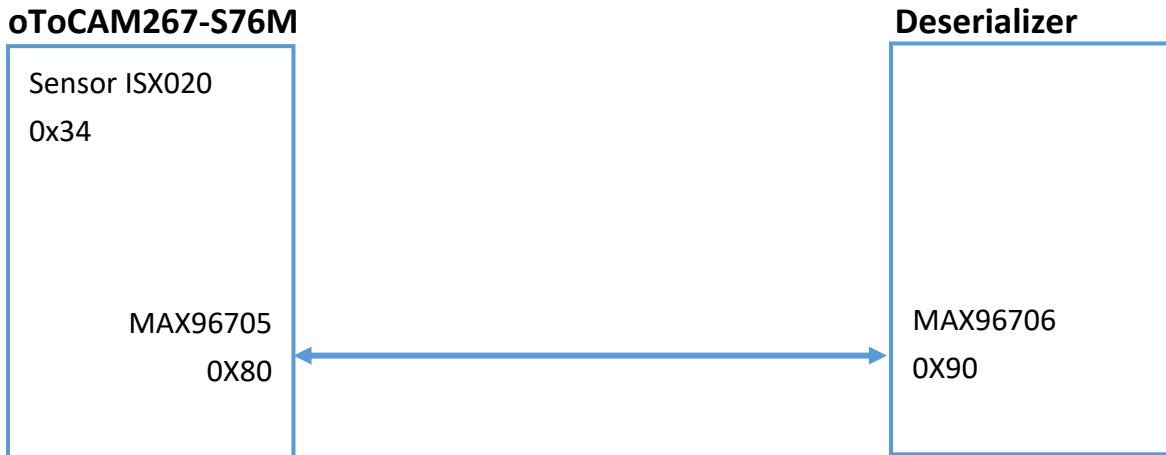 oToCAM267-S76M
Sensor ISX020
0x34
MAX96705
0X80
Deserializer
MAX96706
0X90